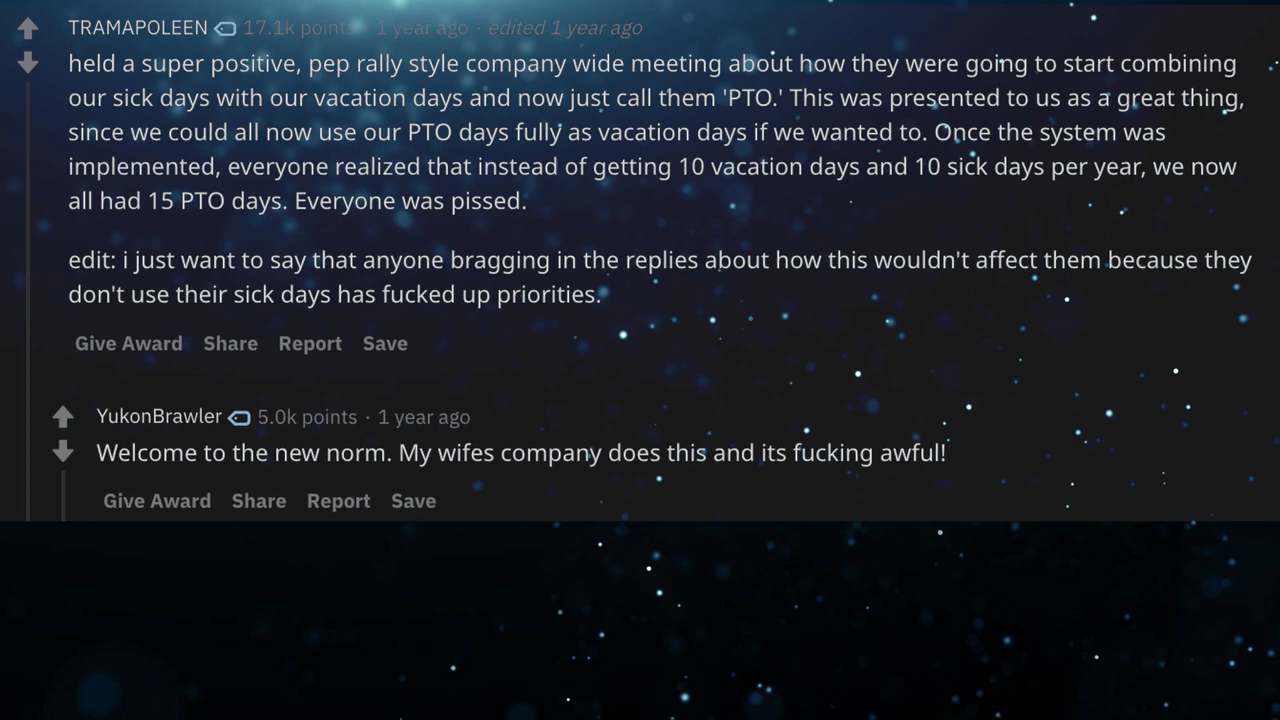 TRAMAPOLEEN 17.1k points · 1 year ago · edited 1 year ago
held a super positive, pep rally style company wide meeting about how they were going to start combining
our sick days with our vacation days and now just call them 'PTO.' This was presented to us as a great thing,
since we could all now use our PTO days fully as vacation days if we wanted to. Once the system was
implemented, everyone realized that instead of getting 10 vacation days and 10 sick days per year, we now
all had 15 PTO days. Everyone was pissed.
edit: i just want to say that anyone bragging in the replies about how this wouldn't affect them because they
don't use their sick days has fucked up priorities.
Give Award Share Report Save
YukonBrawler 5.0k points · 1 year ago
Welcome to the new norm. My wifes company does this and its fucking awful!
Give Award Share Report Save